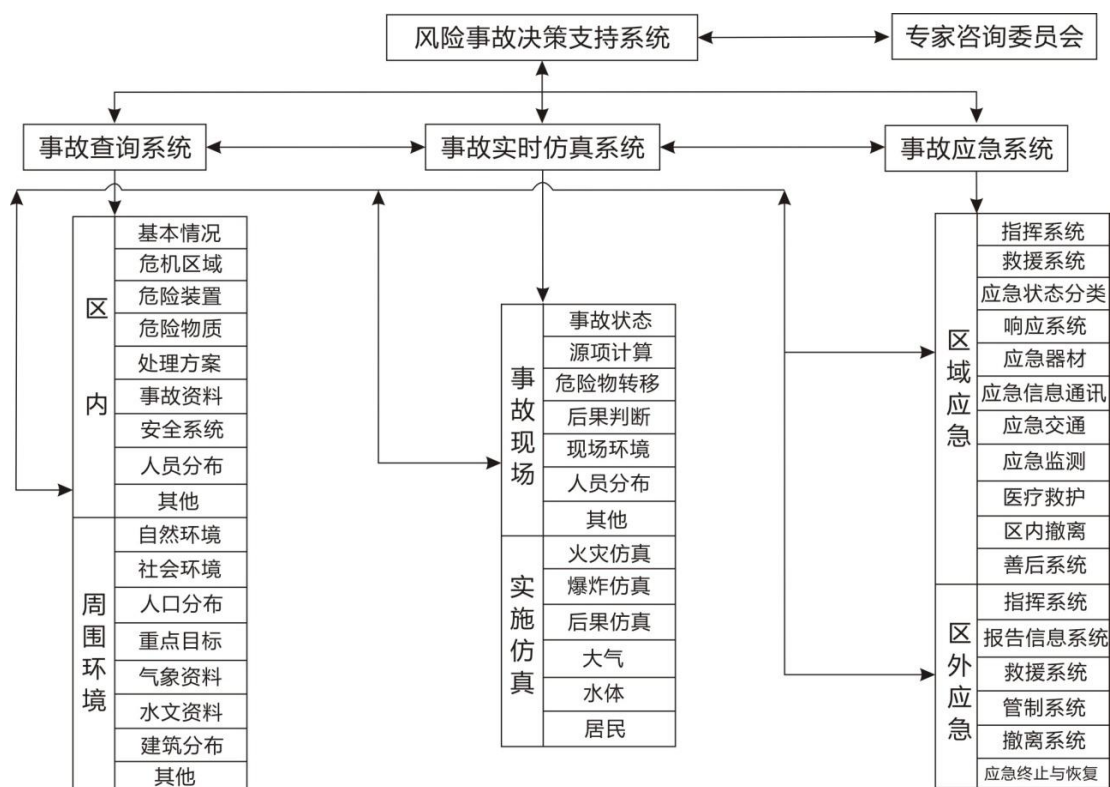 风险事故决策支持系统
专家咨询委员会
事故查询系统
事故实时仿真系统
事故应急系统
区内
基本情况
危机区域
危险装置
危险物质
处理方案
事故资料
安全系统
人员分布
其他
周围环境
自然环境
社会环境
人口分布
重点目标
气象资料
水文资料
建筑分布
其他
事故现场
事故状态
源项计算
危险物转移
后果判断
现场环境
人员分布
其他
实施仿真
火灾仿真
爆炸仿真
后果仿真
大气
水体
居民
区域应急
指挥系统
救援系统
应急状态分类
响应系统
应急器材
应急信息通讯
应急交通
应急监测
医疗救护
区内撤离
善后系统
区外应急
指挥系统
报告信息系统
救援系统
管制系统
撤离系统
应急终止与恢复